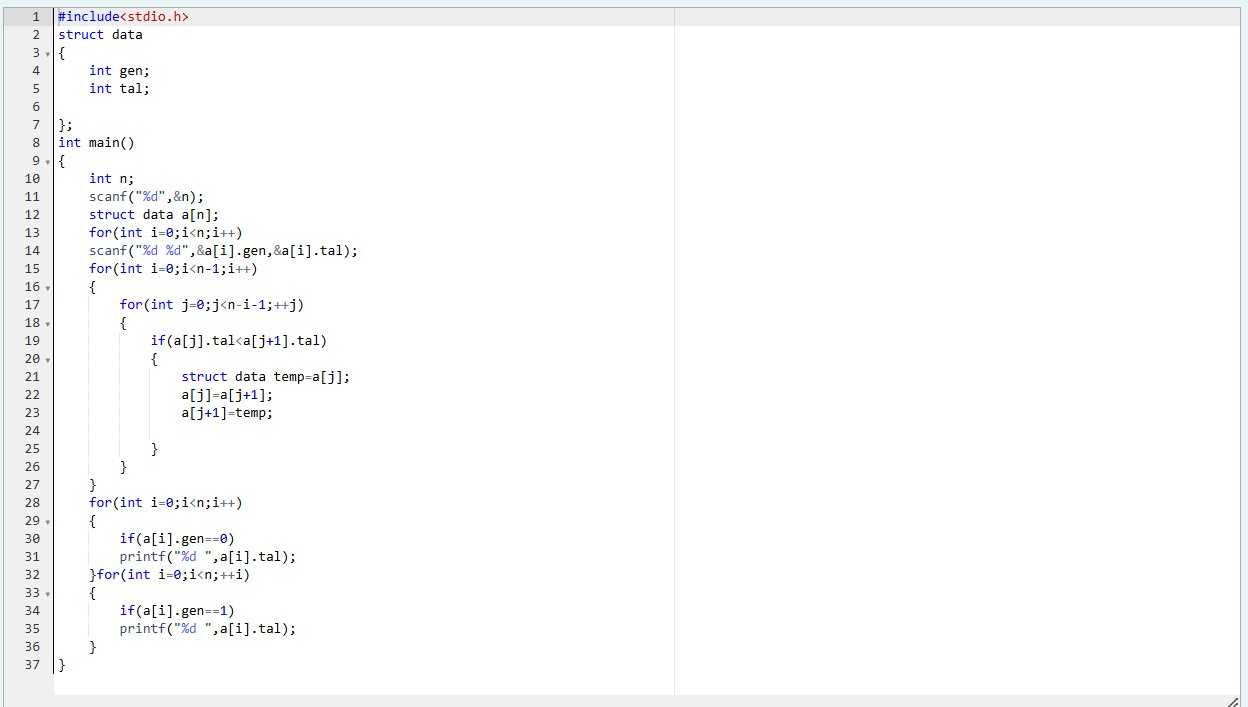 1 #include<stdio.h>
2 struct data
3 {
4     int gen;
5     int tal;
6
7 };
8 int main()
9 {
10     int n;
11     scanf("%d",&n);
12     struct data a[n];
13     for(int i=0;i<n;i++)
14     scanf("%d %d",&a[i].gen,&a[i].tal);
15     for(int i=0;i<n-1;i++)
16     {
17         for(int j=0;j<n-i-1;++j)
18         {
19             if(a[j].tal<a[j+1].tal)
20             {
21                 struct data temp=a[j];
22                 a[j]=a[j+1];
23                 a[j+1]=temp;
24
25             }
26         }
27     }
28     for(int i=0;i<n;i++)
29     {
30         if(a[i].gen==0)
31         printf("%d ",a[i].tal);
32     }for(int i=0;i<n;++i)
33     {
34         if(a[i].gen==1)
35         printf("%d ",a[i].tal);
36     }
37 }